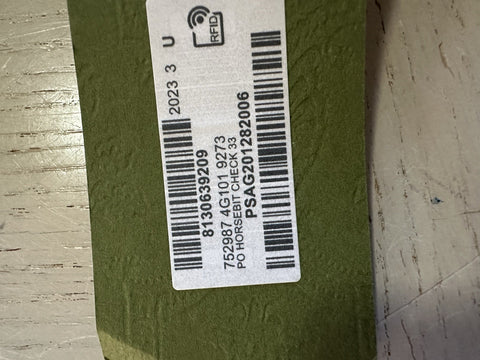 2023 3 U
RFID
8130639209
752987 4G101 9273
PO HORSEBIT CHECK 33
PSAG201282006